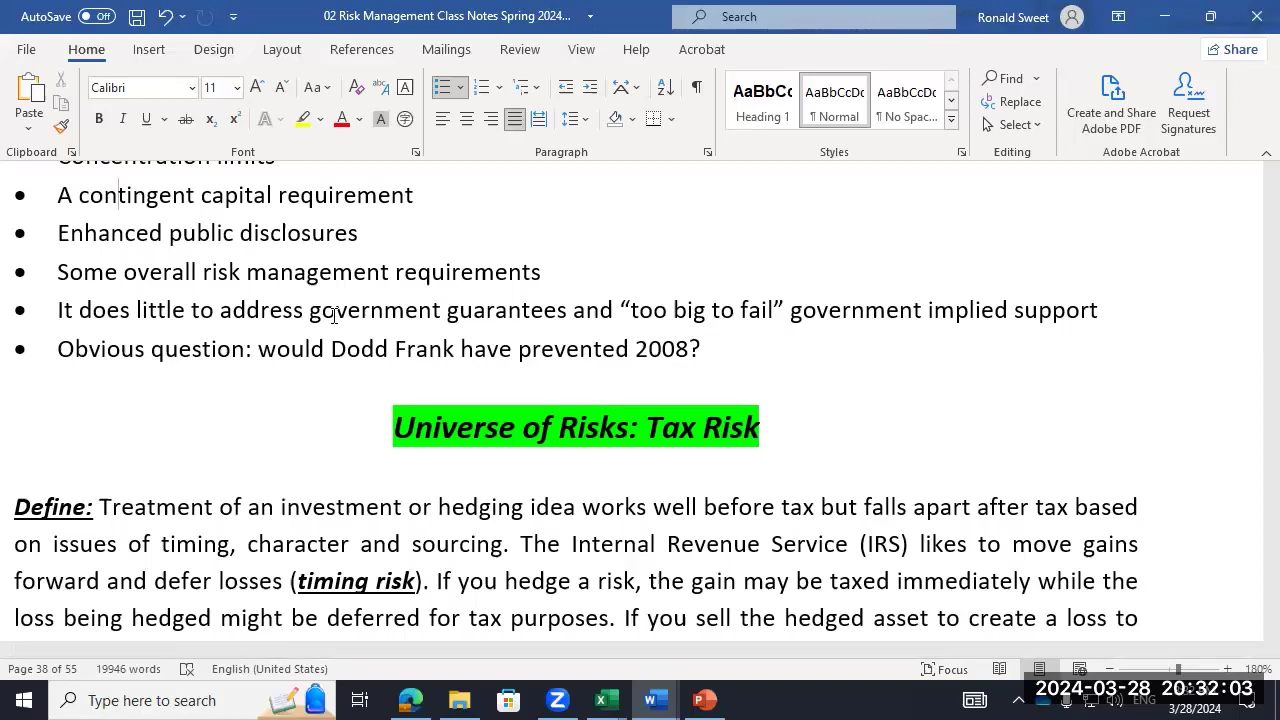 AutoSave Off 02 Risk Management Class Notes Spring 2024... Search Ronald Sweet
File Home Insert Design Layout References Mailings Review View Help Acrobat Share
Paste Calibri 11 Aa AaBbCc AaBbCcDc AaBbCcDc Find Replace Select Create and Share Adobe PDF Request Signatures
Heading 1 ¶ Normal ¶ No Spac...
Clipboard Font Paragraph Styles Editing Adobe Acrobat
Concentration limits
• A contingent capital requirement
• Enhanced public disclosures
• Some overall risk management requirements
• It does little to address government guarantees and “too big to fail” government implied support
• Obvious question: would Dodd Frank have prevented 2008?
Universe of Risks: Tax Risk
Define: Treatment of an investment or hedging idea works well before tax but falls apart after tax based
on issues of timing, character and sourcing. The Internal Revenue Service (IRS) likes to move gains
forward and defer losses (timing risk). If you hedge a risk, the gain may be taxed immediately while the
loss being hedged might be deferred for tax purposes. If you sell the hedged asset to create a loss to
Page 38 of 55 19946 words English (United States) Focus 180%
Type here to search ENG
2024-03-28 20:32:03
3/28/2024